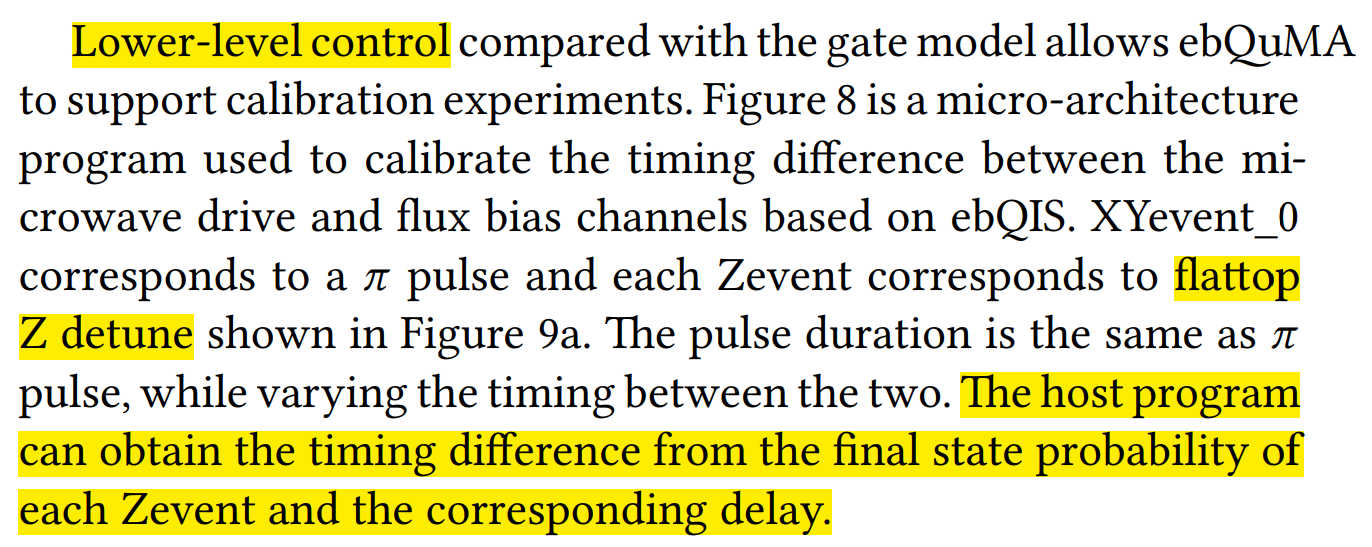 Lower-level control compared with the gate model allows ebQuMA
to support calibration experiments. Figure 8 is a micro-architecture
program used to calibrate the timing difference between the mi-
crowave drive and flux bias channels based on ebQIS. XYevent_0
corresponds to a π pulse and each Zevent corresponds to flattop
Z detune shown in Figure 9a. The pulse duration is the same as π
pulse, while varying the timing between the two. The host program
can obtain the timing difference from the final state probability of
each Zevent and the corresponding delay.